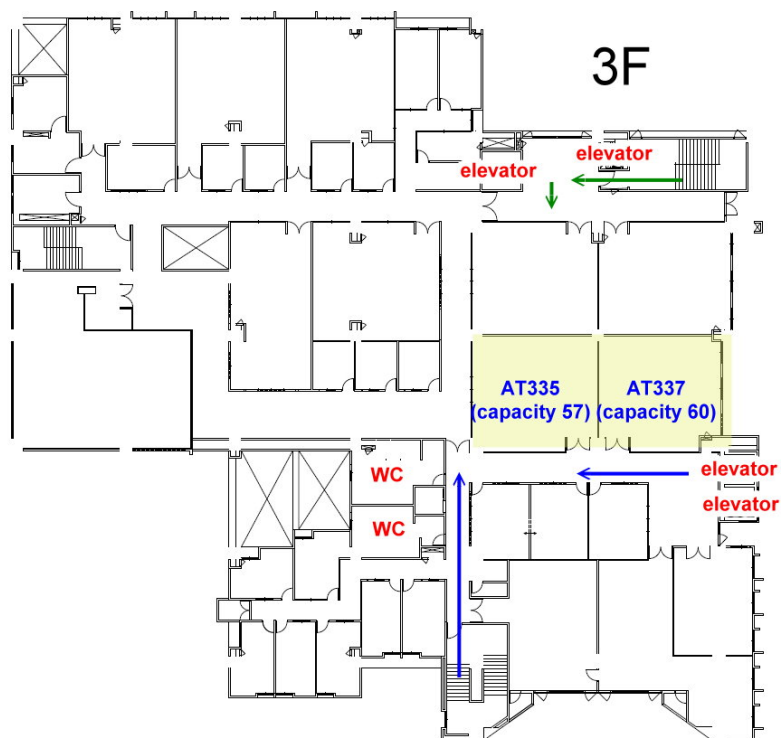 3F
elevator
elevator
AT335
(capacity 57)
AT337
(capacity 60)
WC
elevator
elevator
WC